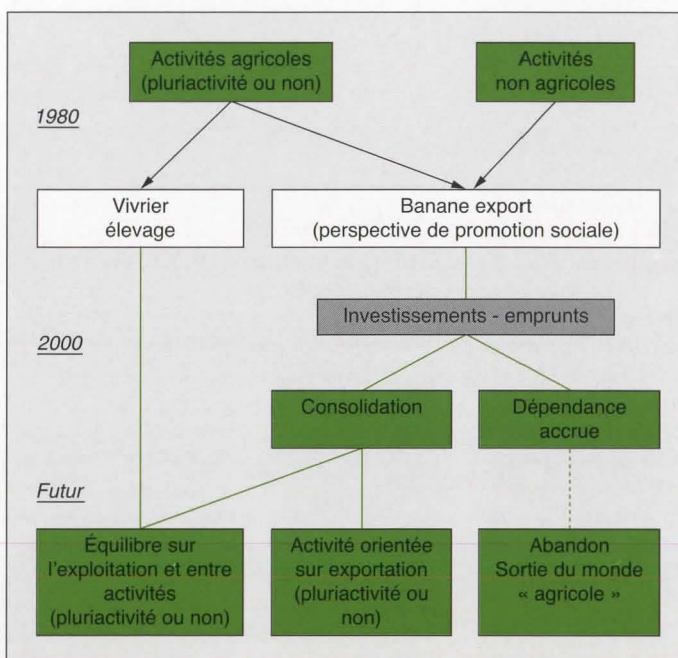 Activités agricoles
(pluriactivité ou non)
Activités
non agricoles
1980
Vivrier
élevage
Banane export
(perspective de promotion sociale)
Investissements - emprunts
2000
Consolidation
Dépendance
accrue
Futur
Équilibre sur
l'exploitation et entre
activités
(pluriactivité ou non)
Activité orientée
sur exportation
(pluriactivité ou
non)
Abandon
Sortie du monde
« agricole »